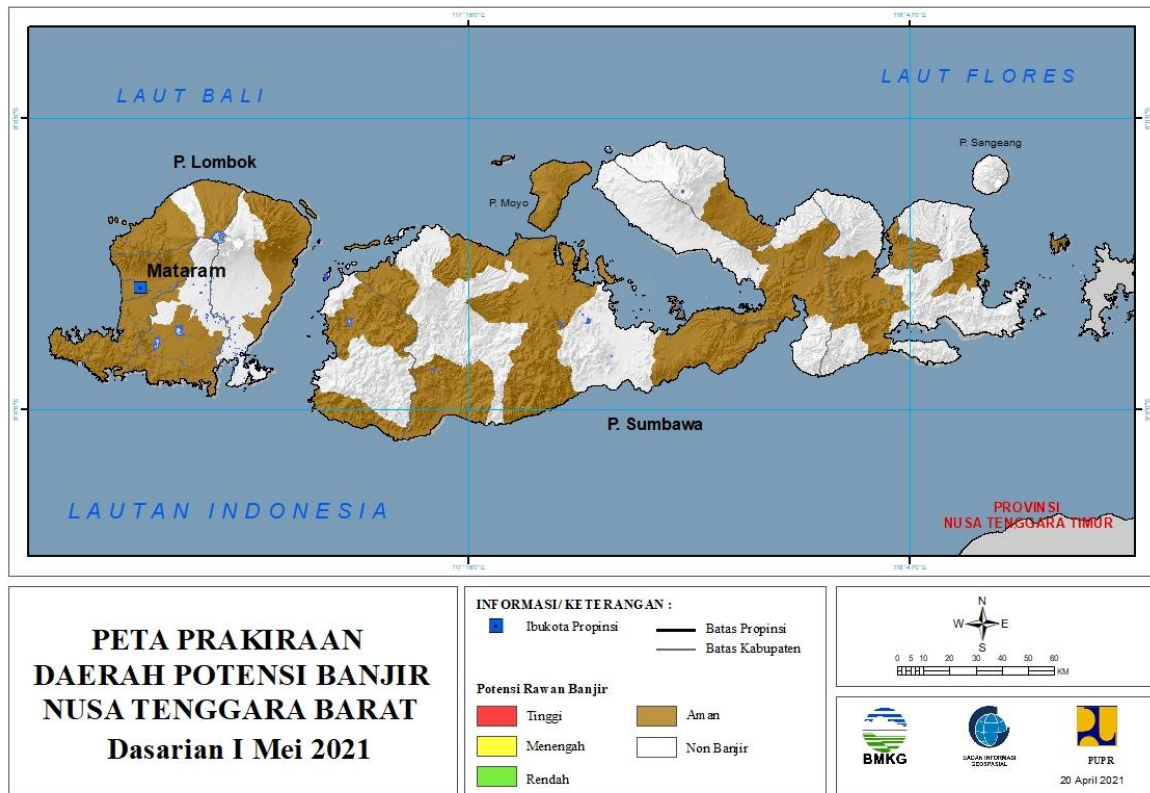 LAUT BALI
LAUT FLORES
P. Lombok
P. Sangeang
P. Moyo
Mataram
P. Sumbawa
LAUTAN INDONESIA
PROVINSI
NUSA TENGGARA TIMUR
PETA PRAKIRAAN
DAERAH POTENSI BANJIR
NUSA TENGGARA BARAT
Dasarian I Mei 2021
INFORMASI/ KETERANGAN :
Ibukota Propinsi
Batas Propinsi
Batas Kabupaten
Potensi Rawan Banjir
Tinggi
Aman
Menengah
Non Banjir
Rendah
N
W E
S
0 5 10 20 30 40 50 60
KM
BMKG
BADAN INFORMASI
GEOSPASIAL
PUPR
20 April 2021